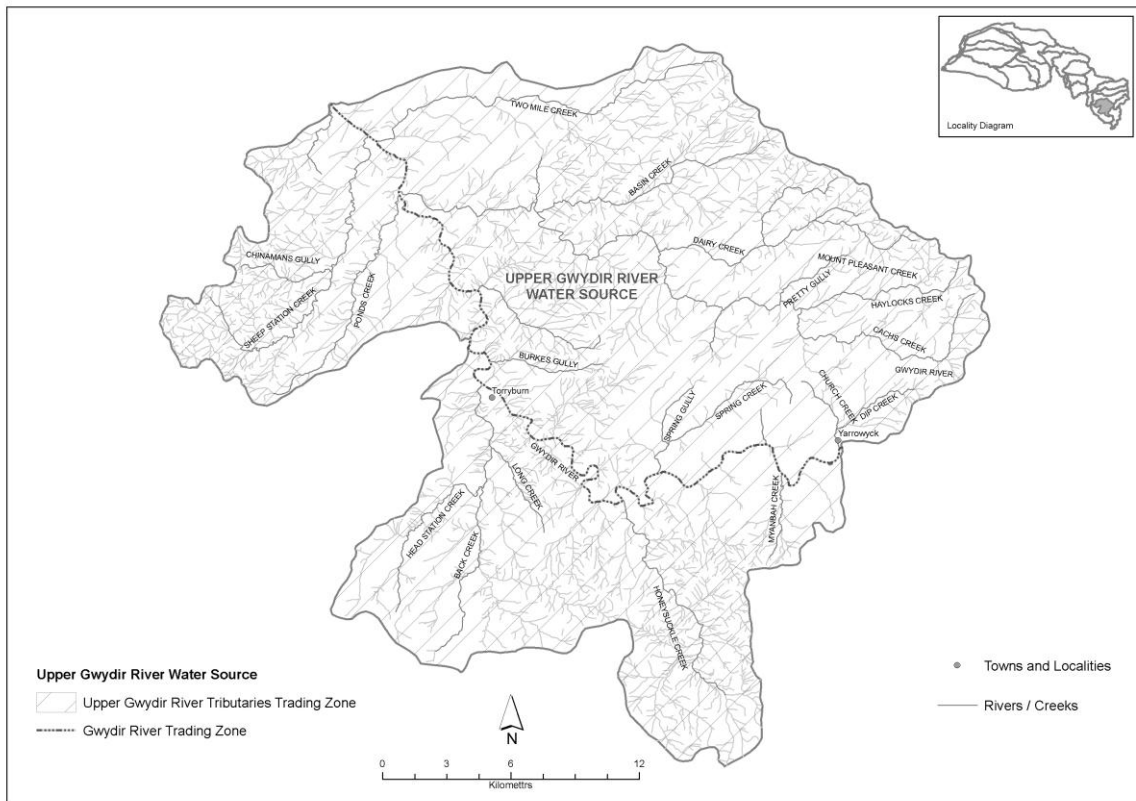 Locality Diagram
TWO MILE CREEK
BASIN CREEK
DAIRY CREEK
CHINAMANS GULLY
MOUNT PLEASANT CREEK
UPPER GWYDIR RIVER
WATER SOURCE
PRETTY GULLY
HAYLOCKS CREEK
PONDS CREEK
SHEEP STATION CREEK
CACHS CREEK
BURKES GULLY
GWYDIR RIVER
Torryburn
CHURCH CREEK
DIP CREEK
SPRING GULLY
SPRING CREEK
Yarrowyck
GWYDIR RIVER
LONG CREEK
HEAD STATION CREEK
MYANBAH CREEK
BACK CREEK
HONEYSUCKLE CREEK
Upper Gwydir River Water Source
Upper Gwydir River Tributaries Trading Zone
Gwydir River Trading Zone
Towns and Localities
Rivers / Creeks
N
0 3 6 12
Kilomettrs